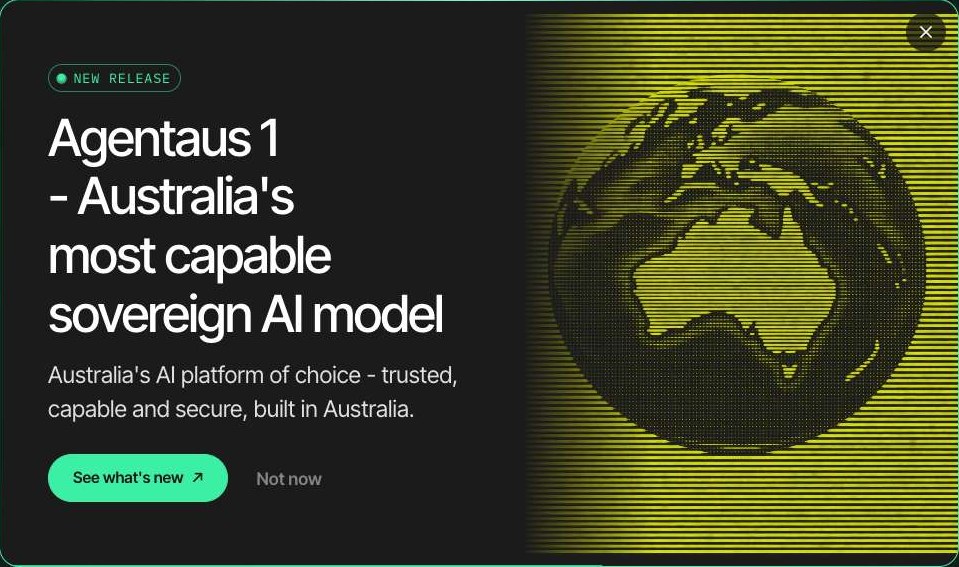 NEW RELEASE
Agentaus 1
- Australia's
most capable
sovereign AI model
Australia's AI platform of choice - trusted,
capable and secure, built in Australia.
See what's new ↗
Not now